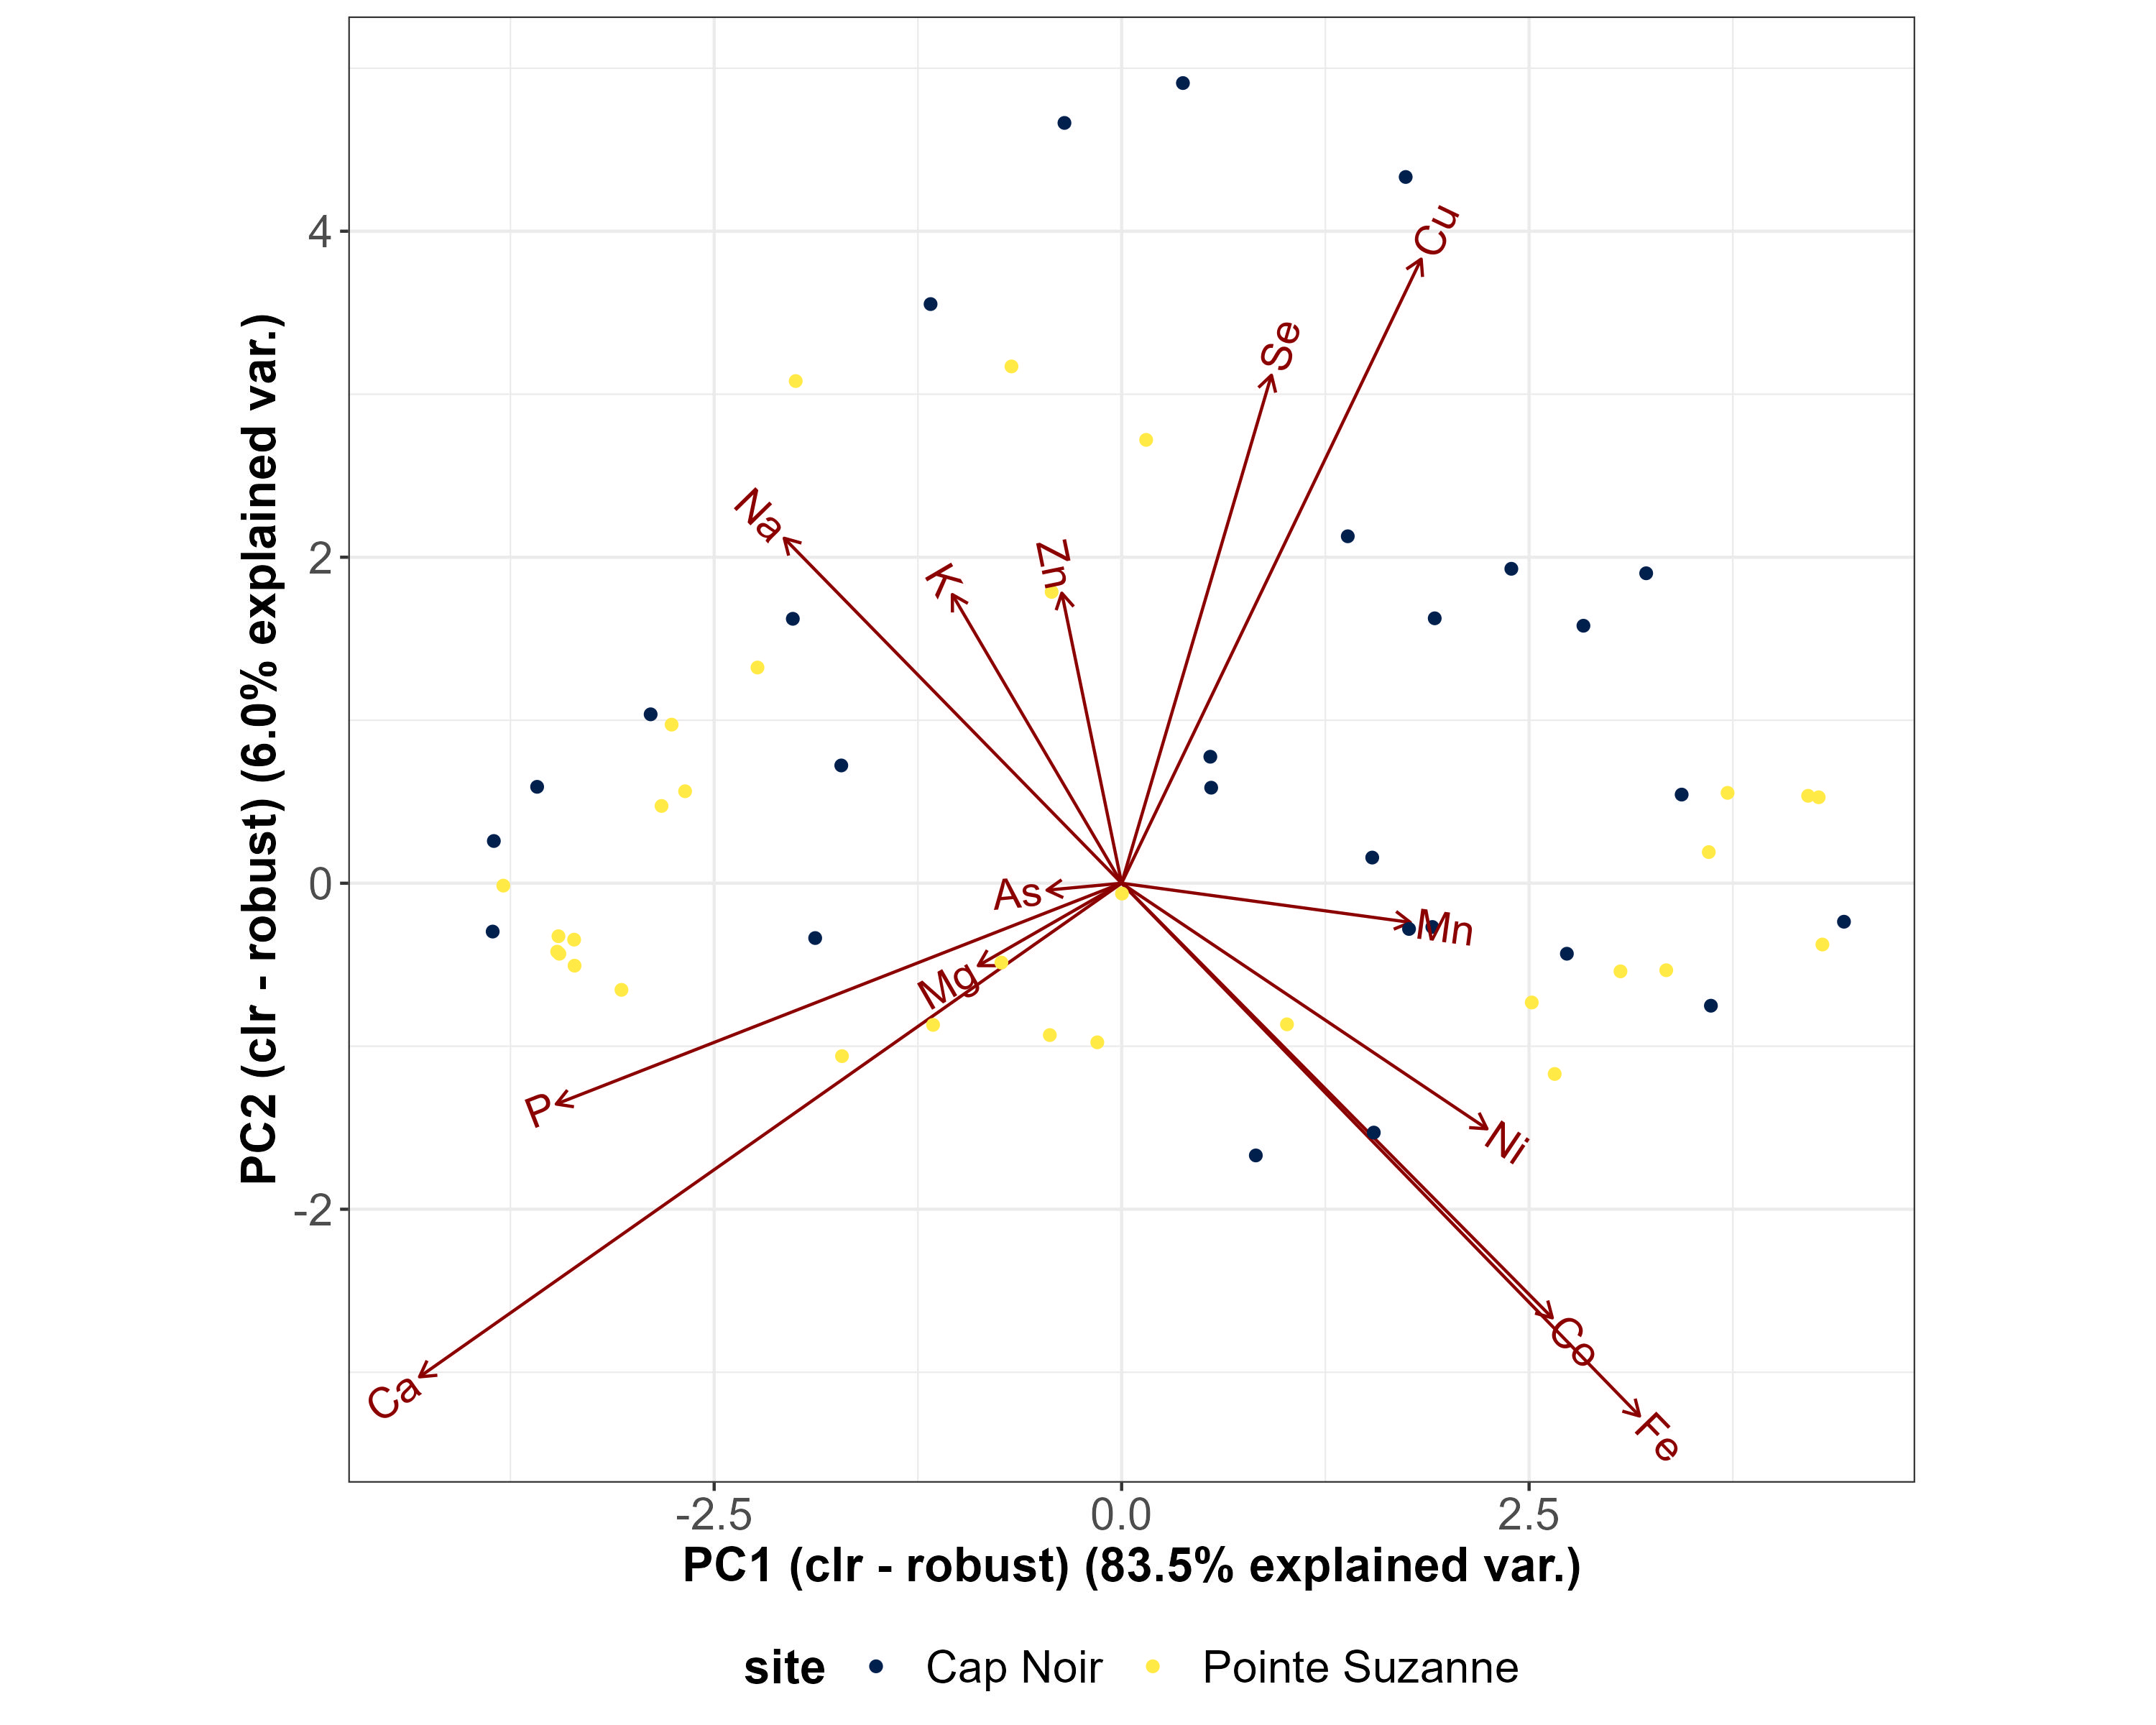 PC2 (clr - robust) (6.0% explained var.)
4
2
0
-2
Cu
Se
Na
K
Zn
As
Mg
Mn
P
Ni
Ca
Co
Fe
-2.5
0.0
2.5
PC1 (clr - robust) (83.5% explained var.)
site Cap Noir Pointe Suzanne